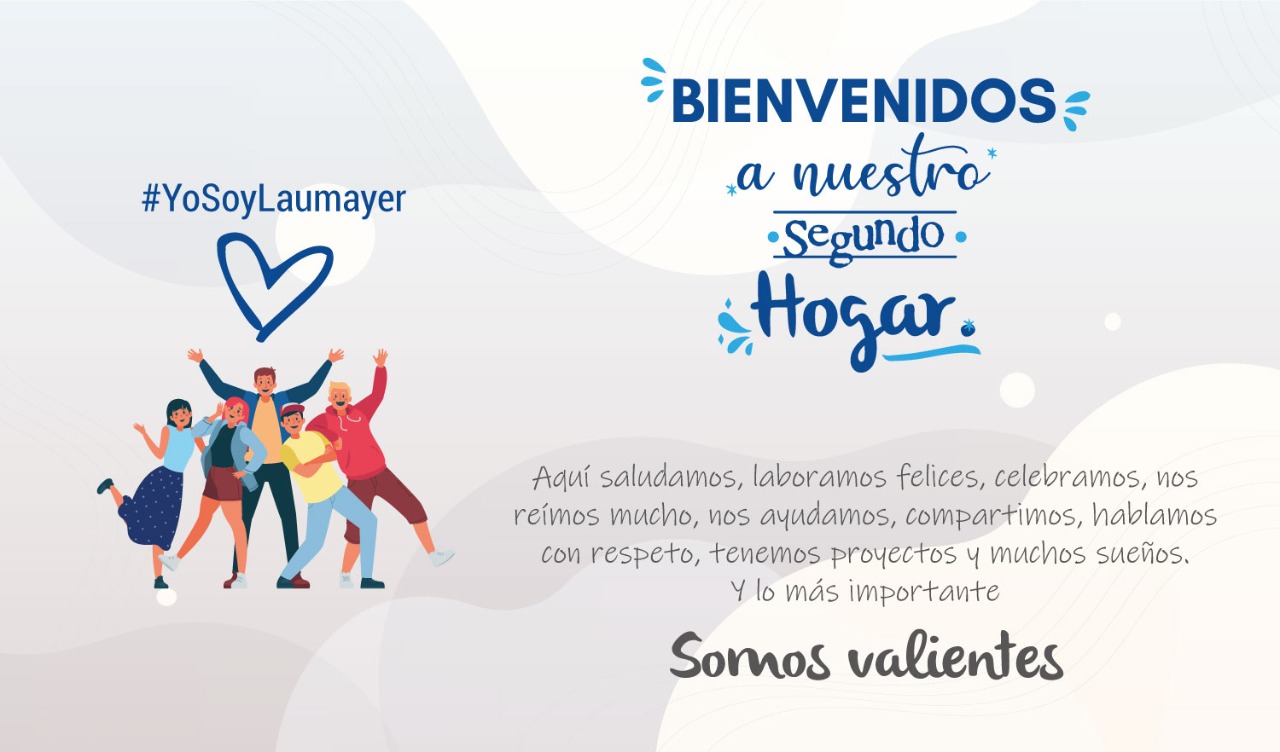 #YoSoyLaumayer
BIENVENIDOS
a nuestro
Segundo
Hogar.
Aquí saludamos, laboramos felices, celebramos, nos
reímos mucho, nos ayudamos, compartimos, hablamos
con respeto, tenemos proyectos y muchos sueños.
Y lo más importante
Somos valientes